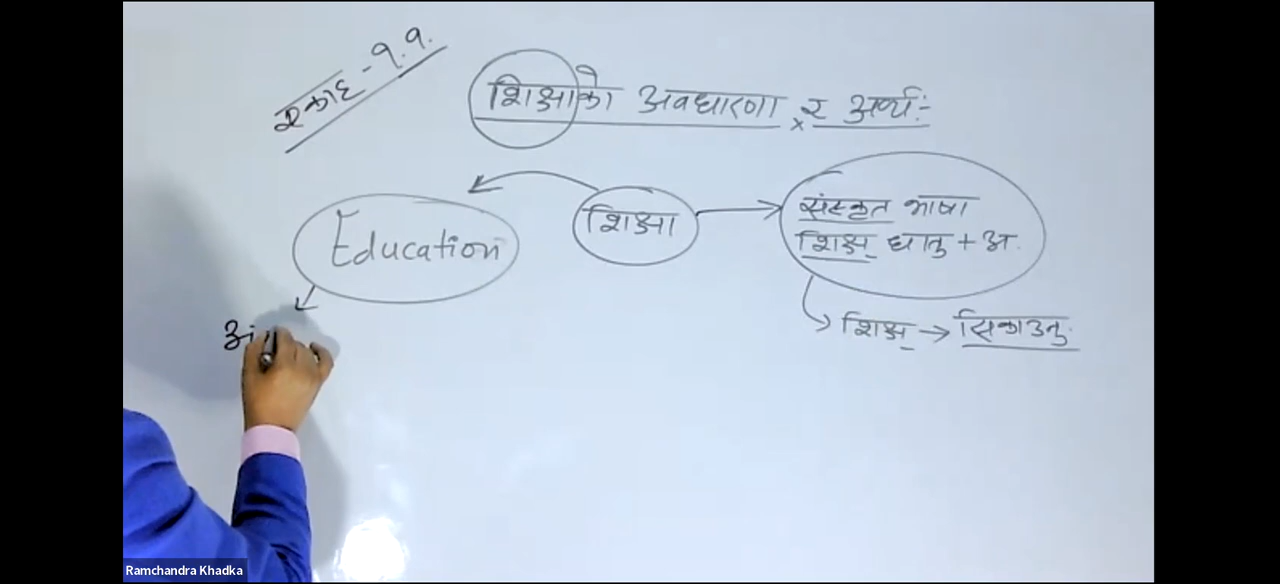 एकाइ - १.१.
शिक्षाको अवधारणा र अर्थ:-
Education
शिक्षा
संस्कृत भाषा
शिक्ष् धातु + अ.
शिक्ष् → सिकाउनु.
Ramchandra Khadka